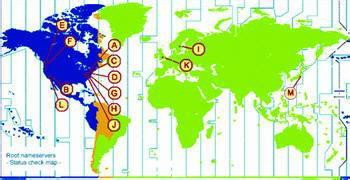 E
F
A
C
I
D
K
B
G
M
L
H
J
Root nameservers
- Status check map -